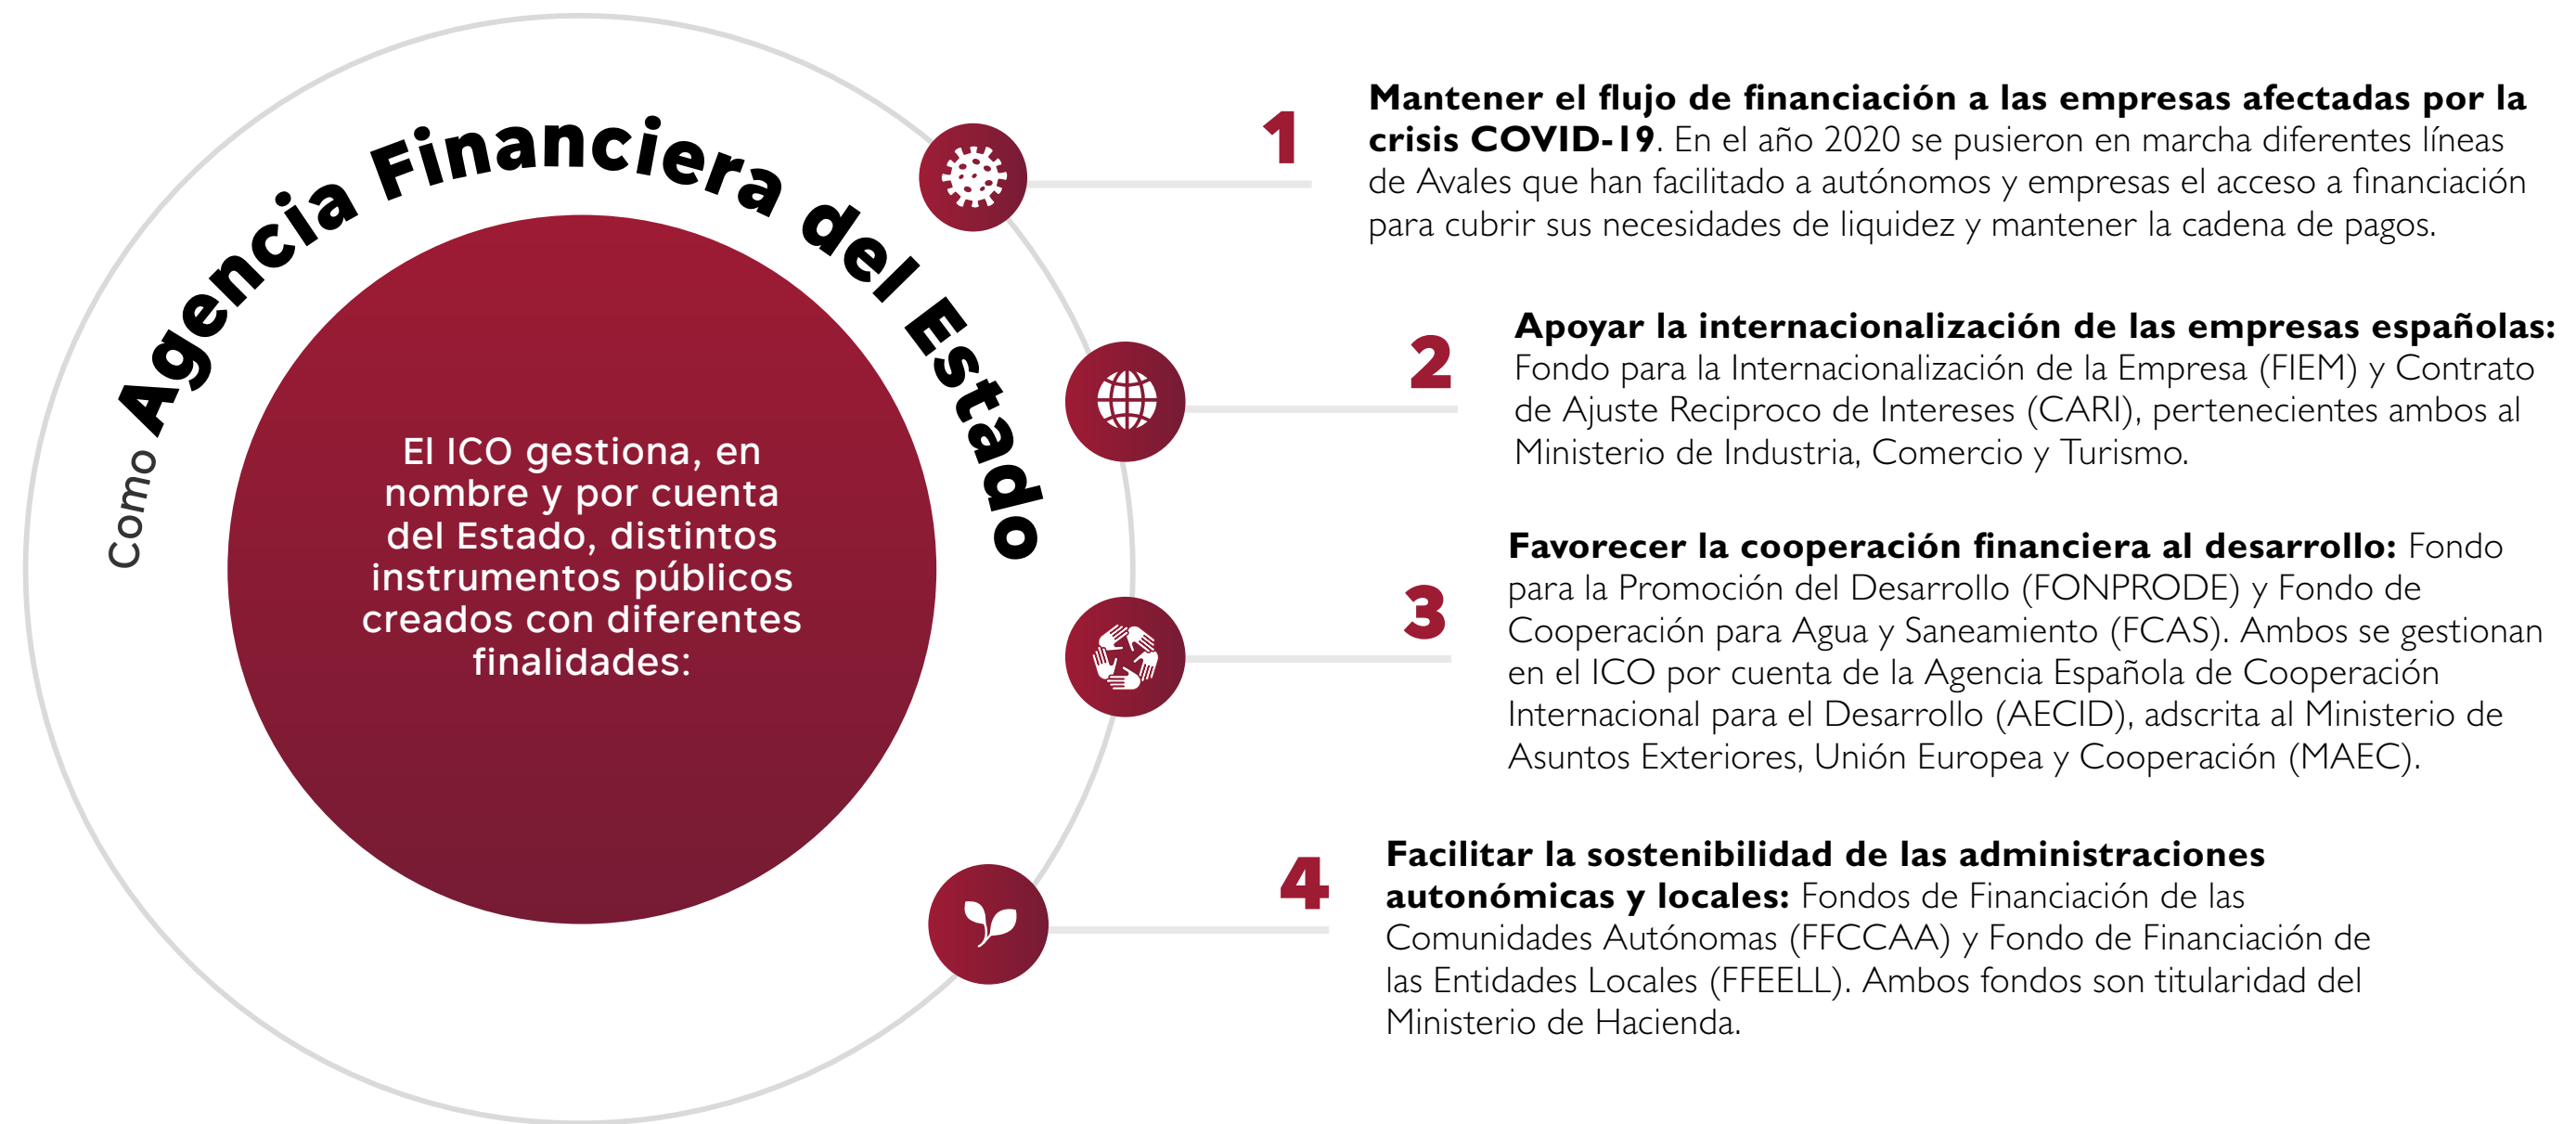 Como Agencia Financiera del Estado
El ICO gestiona, en
nombre y por cuenta
del Estado, distintos
instrumentos públicos
creados con diferentes
finalidades:
1
Mantener el flujo de financiación a las empresas afectadas por la
crisis COVID-19. En el año 2020 se pusieron en marcha diferentes líneas
de Avales que han facilitado a autónomos y empresas el acceso a financiación
para cubrir sus necesidades de liquidez y mantener la cadena de pagos.
2
Apoyar la internacionalización de las empresas españolas:
Fondo para la Internacionalización de la Empresa (FIEM) y Contrato
de Ajuste Reciproco de Intereses (CARI), pertenecientes ambos al
Ministerio de Industria, Comercio y Turismo.
3
Favorecer la cooperación financiera al desarrollo: Fondo
para la Promoción del Desarrollo (FONPRODE) y Fondo de
Cooperación para Agua y Saneamiento (FCAS). Ambos se gestionan
en el ICO por cuenta de la Agencia Española de Cooperación
Internacional para el Desarrollo (AECID), adscrita al Ministerio de
Asuntos Exteriores, Unión Europea y Cooperación (MAEC).
4
Facilitar la sostenibilidad de las administraciones
autonómicas y locales: Fondos de Financiación de las
Comunidades Autónomas (FFCCAA) y Fondo de Financiación de
las Entidades Locales (FFEELL). Ambos fondos son titularidad del
Ministerio de Hacienda.